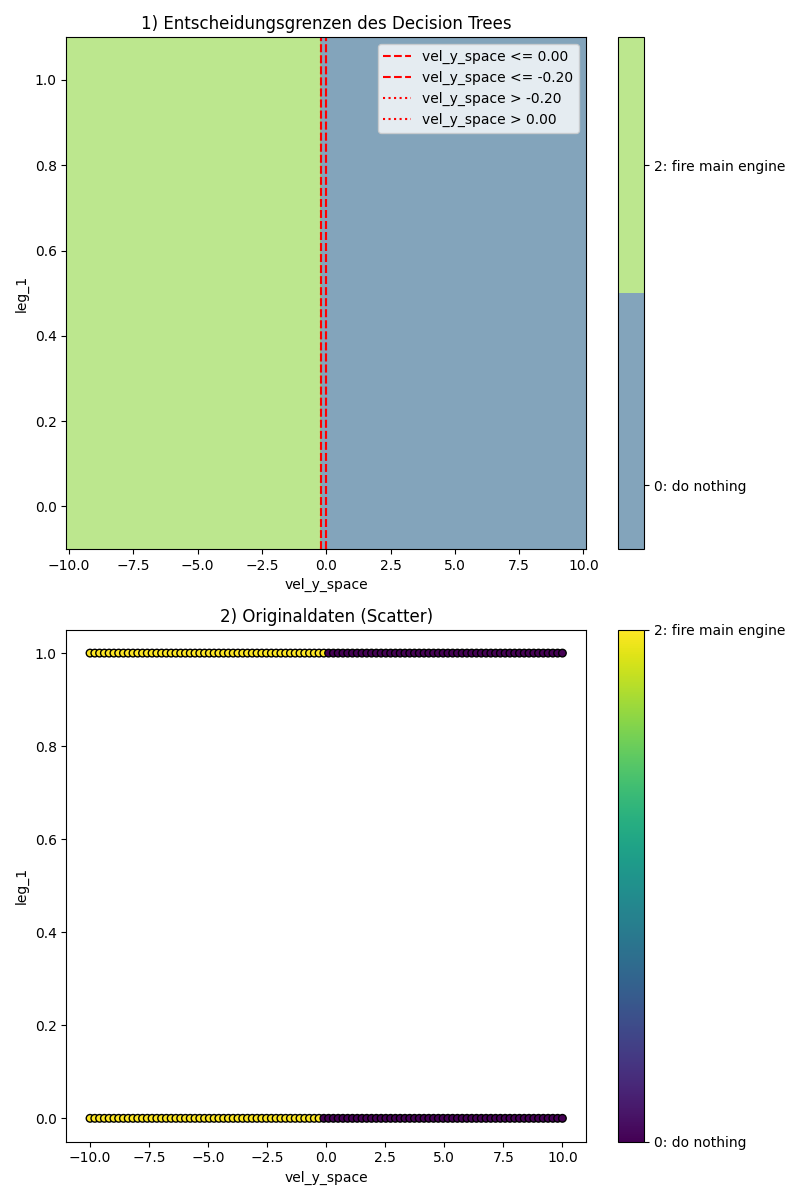 1) Entscheidungsgrenzen des Decision Trees
vel_y_space <= 0.00
vel_y_space <= -0.20
vel_y_space > -0.20
vel_y_space > 0.00
1.0
0.8
0.6
0.4
0.2
0.0
leg_1
−10.0 −7.5 −5.0 −2.5 0.0 2.5 5.0 7.5 10.0
vel_y_space
2: fire main engine
0: do nothing
2) Originaldaten (Scatter)
1.0
0.8
0.6
0.4
0.2
0.0
leg_1
−10.0 −7.5 −5.0 −2.5 0.0 2.5 5.0 7.5 10.0
vel_y_space
2: fire main engine
0: do nothing